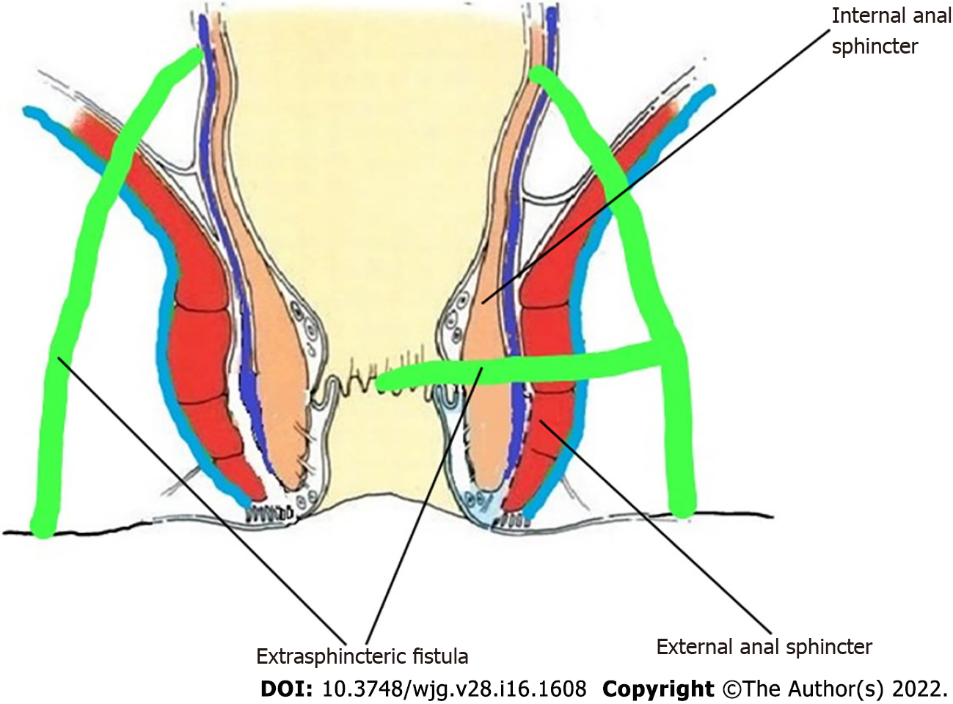 Internal anal
sphincter
Extrasphincteric fistula
External anal sphincter
DOI: 10.3748/wjg.v28.i16.1608 Copyright ©The Author(s) 2022.